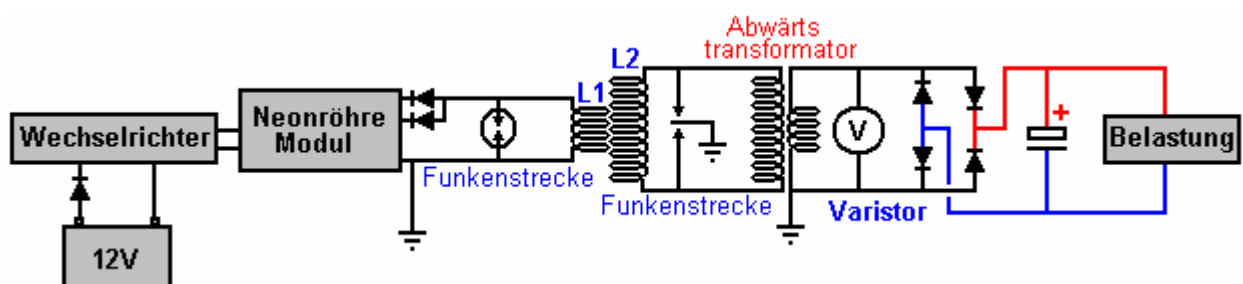 Abwärts
transformator
L2
L1
Neonröhre
Modul
Wechselrichter
V
+
Belastung
Funkenstrecke
Funkenstrecke
Varistor
12V